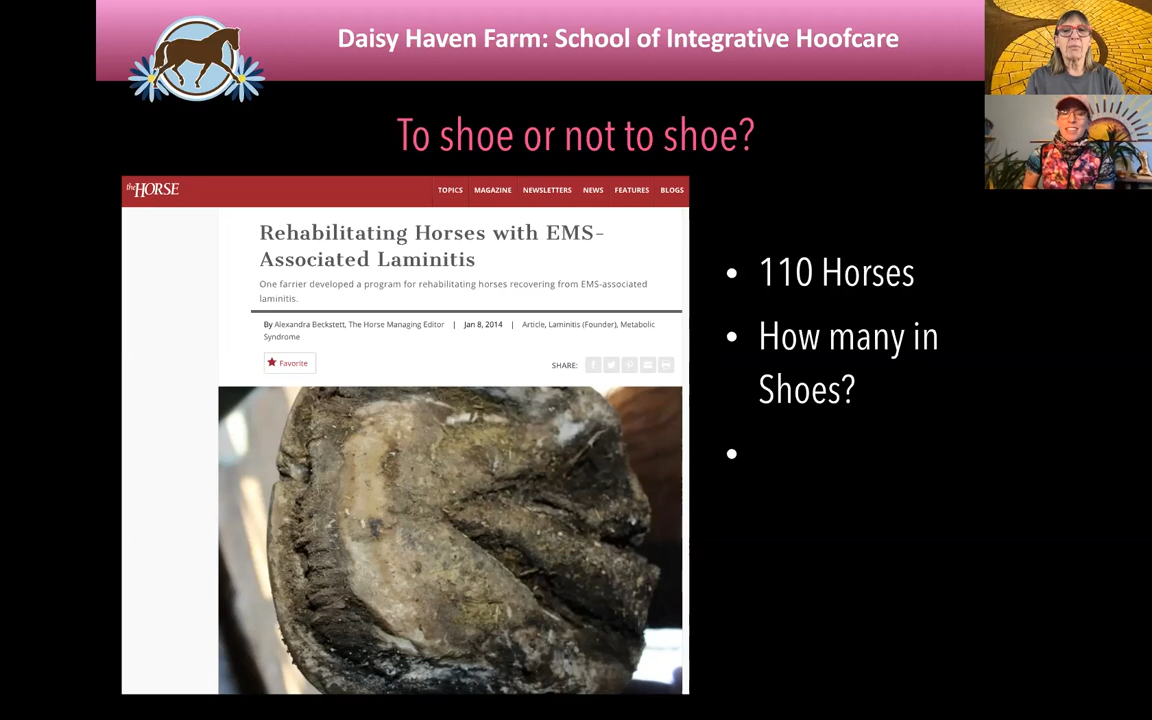 Daisy Haven Farm: School of Integrative Hoofcare
To shoe or not to shoe?
the HORSE
TOPICS MAGAZINE NEWSLETTERS NEWS FEATURES BLOGS
Rehabilitating Horses with EMS-
Associated Laminitis
One farrier developed a program for rehabilitating horses recovering from EMS-associated
laminitis.
By Alexandra Beckstett, The Horse Managing Editor | Jan 8, 2014 | Article, Laminitis (Founder), Metabolic
Syndrome
Favorite
SHARE:
• 110 Horses
• How many in
Shoes?
•